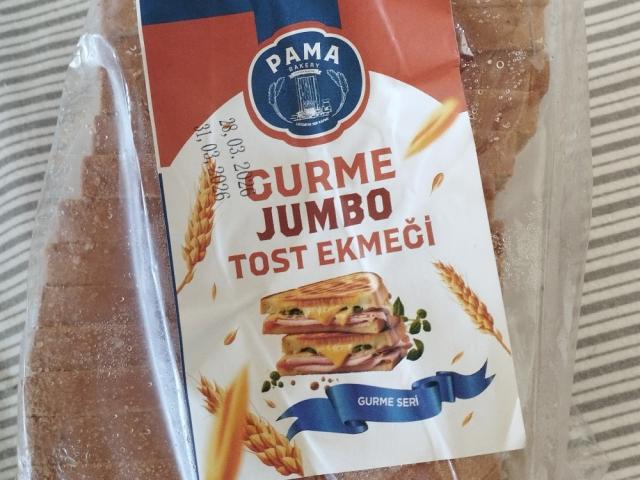 PAMA
BAKERY
28.03.2026
31.03.2026
GURME
JUMBO
TOST EKMEĞİ
GURME SERİ